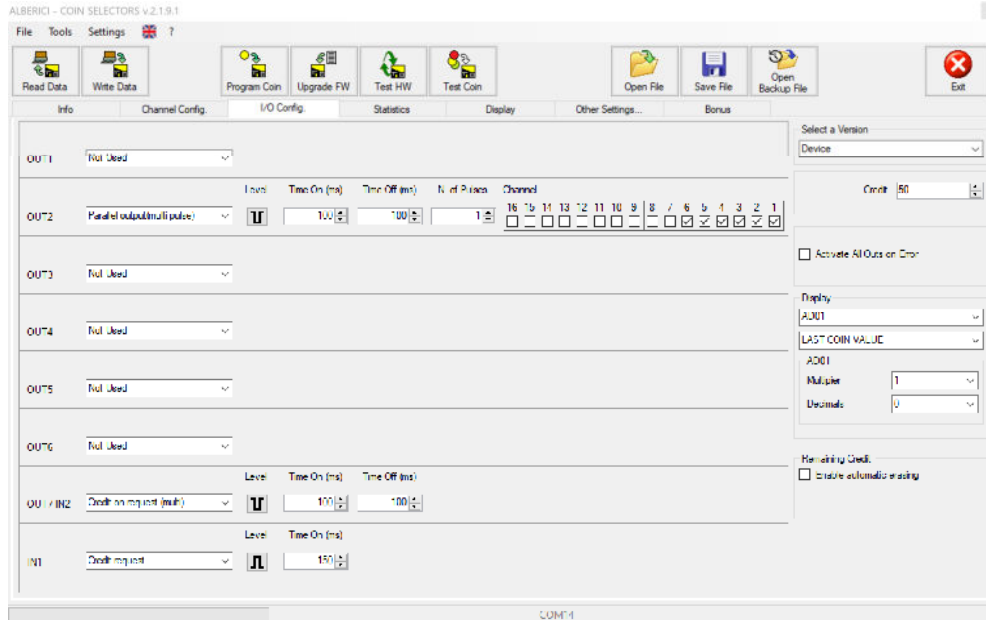 ALBERICI – COIN SELECTORS v.2.1.9.1
File Tools Settings ?
Read Data Write Data Program Coin Upgrade FW Test HW Test Coin Open File Save File Open Backup File Exit
Info Channel Config. I/O Config. Statistics Display Other Settings... Bonus
Select a Version
Device
OUT1 Not Used
Credit 50
Level Time On (ms) Time Off (ms) N. of Pulses Channel
16 15 14 13 12 11 10 9 8 7 6 5 4 3 2 1
OUT2 Parallel output(multi pulse) 100 100 1
Activate All Outs on Error
OUT3 Not Used
Display
AD01
LAST COIN VALUE
OUT4 Not Used
AD01
Multiplier 1
Decimals 0
OUT5 Not Used
OUT6 Not Used
Remaining Credit
Enable automatic erasing
Level Time On (ms) Time Off (ms)
OUT7 IN2 Credit on request (multi) 100 100
Level Time On (ms)
IN1 Credit request 150
COM14